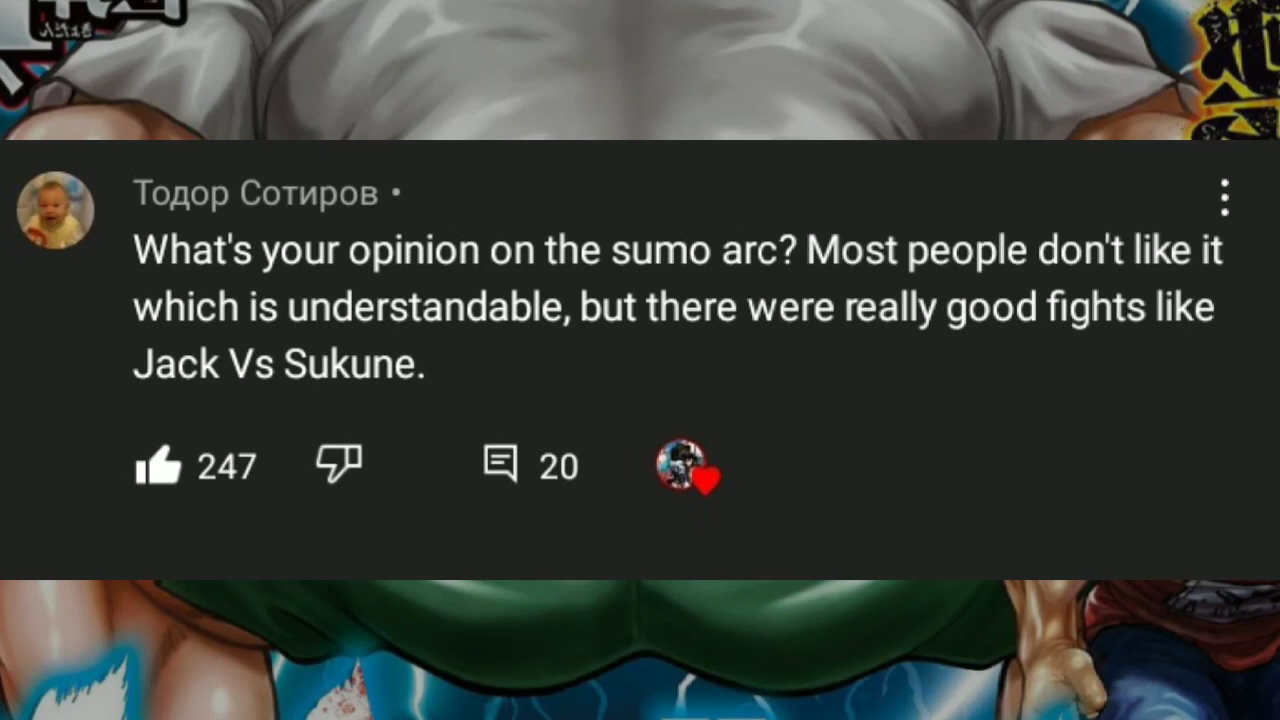 Тодор Сотиров •
What's your opinion on the sumo arc? Most people don't like it
which is understandable, but there were really good fights like
Jack Vs Sukune.
247
20